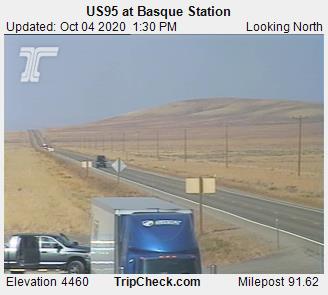 US95 at Basque Station
Updated: Oct 04 2020 1:30 PM
Looking North
Elevation 4460
TripCheck.com
Milepost 91.62